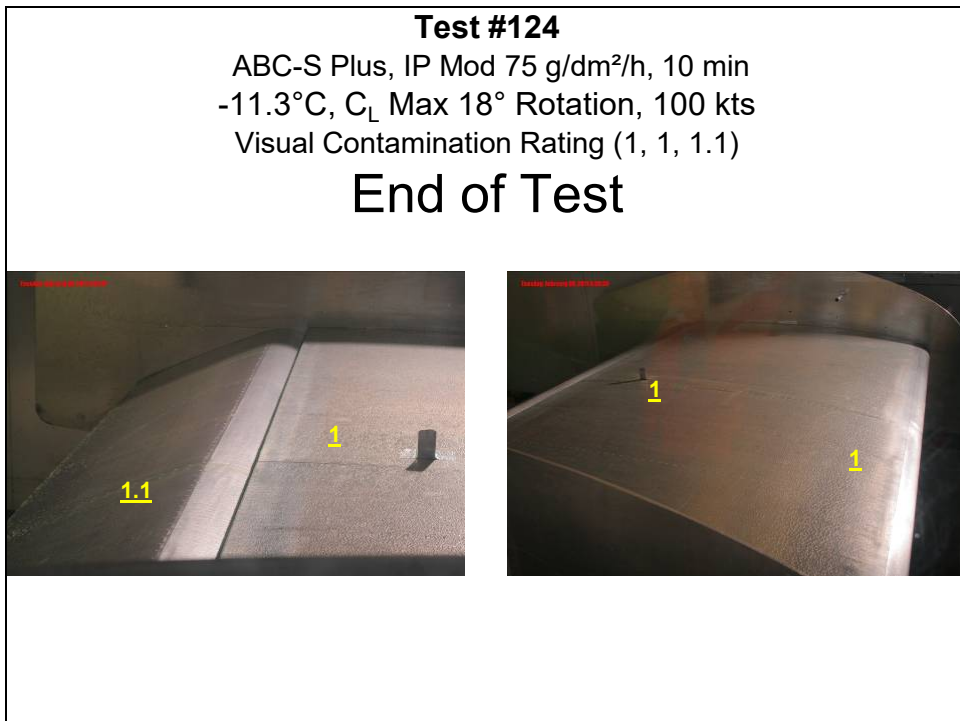 Test #124
ABC-S Plus, IP Mod 75 g/dm²/h, 10 min
-11.3°C, CL Max 18° Rotation, 100 kts
Visual Contamination Rating (1, 1, 1.1)
End of Test
1
1.1
1
1